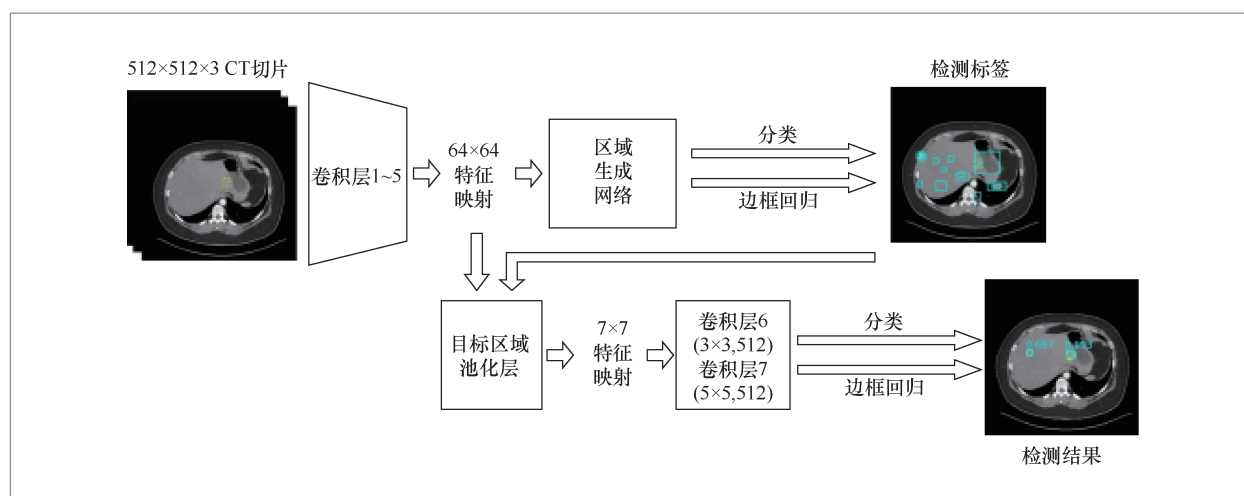 512×512×3 CT切片
卷积层1~5
64×64
特征
映射
区域
生成
网络
分类
边框回归
检测标签
目标区域
池化层
7×7
特征
映射
卷积层6
(3×3,512)
卷积层7
(5×5,512)
分类
边框回归
检测结果